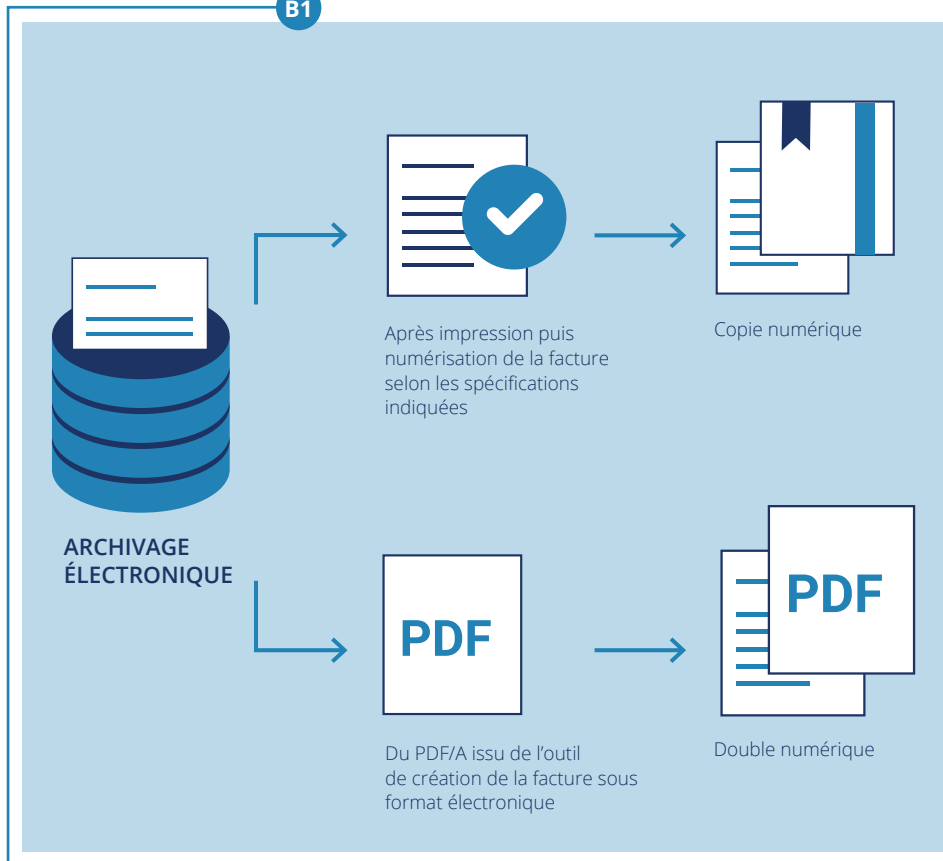 B1
Après impression puis
numérisation de la facture
selon les spécifications
indiquées
Copie numérique
ARCHIVAGE
ÉLECTRONIQUE
PDF
PDF
Du PDF/A issu de l’outil
de création de la facture sous
format électronique
Double numérique